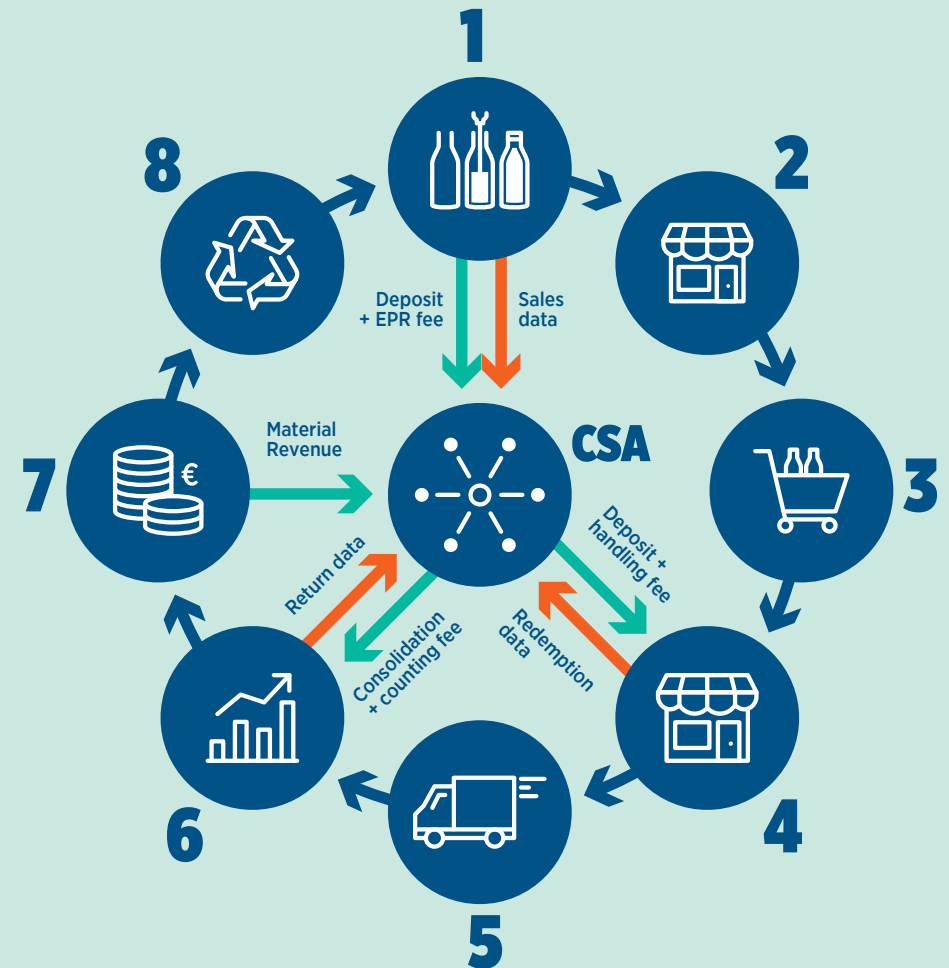 1
8
2
Deposit
+ EPR fee
Sales
data
Material
Revenue
CSA
7
€
3
Deposit +
handling fee
Return data
Redemption
data
Consolidation
+ counting fee
6
4
5